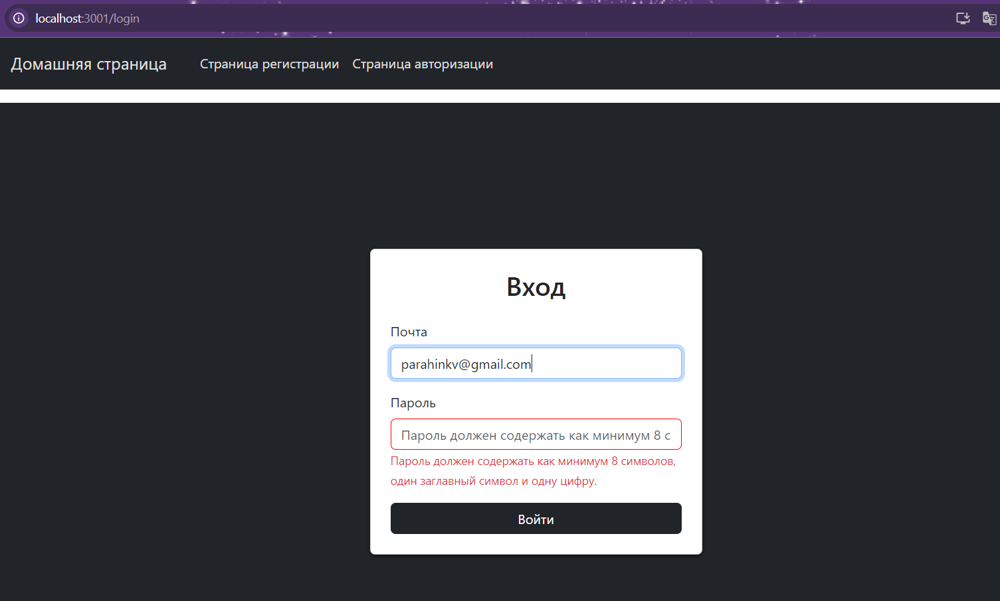 localhost:3001/login
Домашняя страница Страница регистрации Страница авторизации
Вход
Почта
parahinkv@gmail.com
Пароль
Пароль должен содержать как минимум 8 с
Пароль должен содержать как минимум 8 символов,
один заглавный символ и одну цифру.
Войти